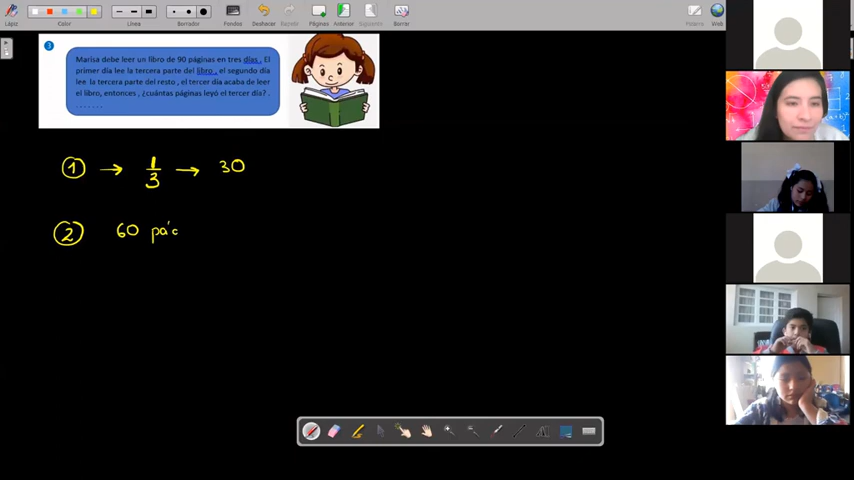 Lápiz
Color
Línea
Borrador
Fondos
Deshacer
Repetir
Páginas
Anterior
Siguiente
Borrar
Web
Marisa debe leer un libro de 90 páginas en tres días . El
primer día lee la tercera parte del libro , el segundo día
lee la tercera parte del resto , el tercer día acaba de leer
el libro, entonces , ¿cuántas páginas leyó el tercer día? .
. . . . . . .
1 → 1/3 → 30
2 60 pác